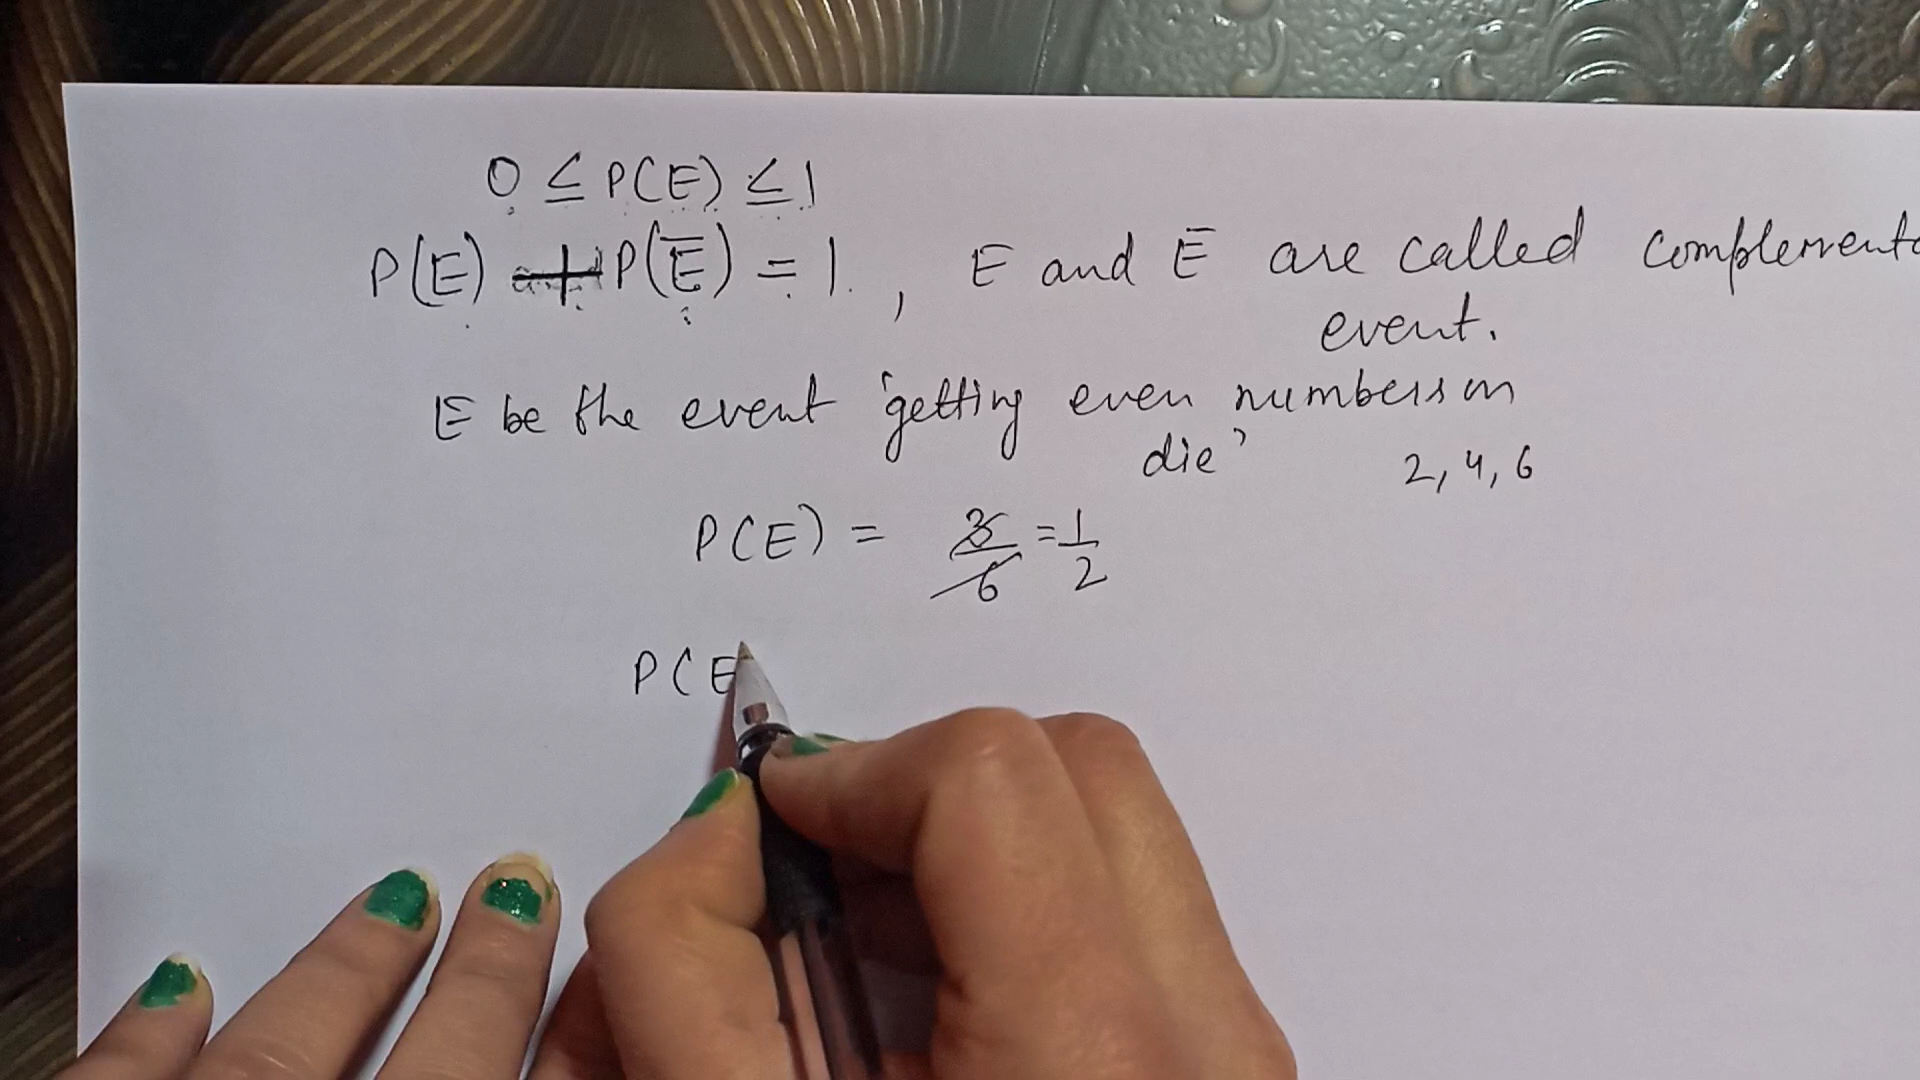 0 ≤ P(E) ≤ 1
P(E) + P(E̅) = 1. , E and E̅ are called complementa
event.
E be the event 'getting even numbers on
die' 2, 4, 6
P(E) = 3/6 = 1/2
P(E